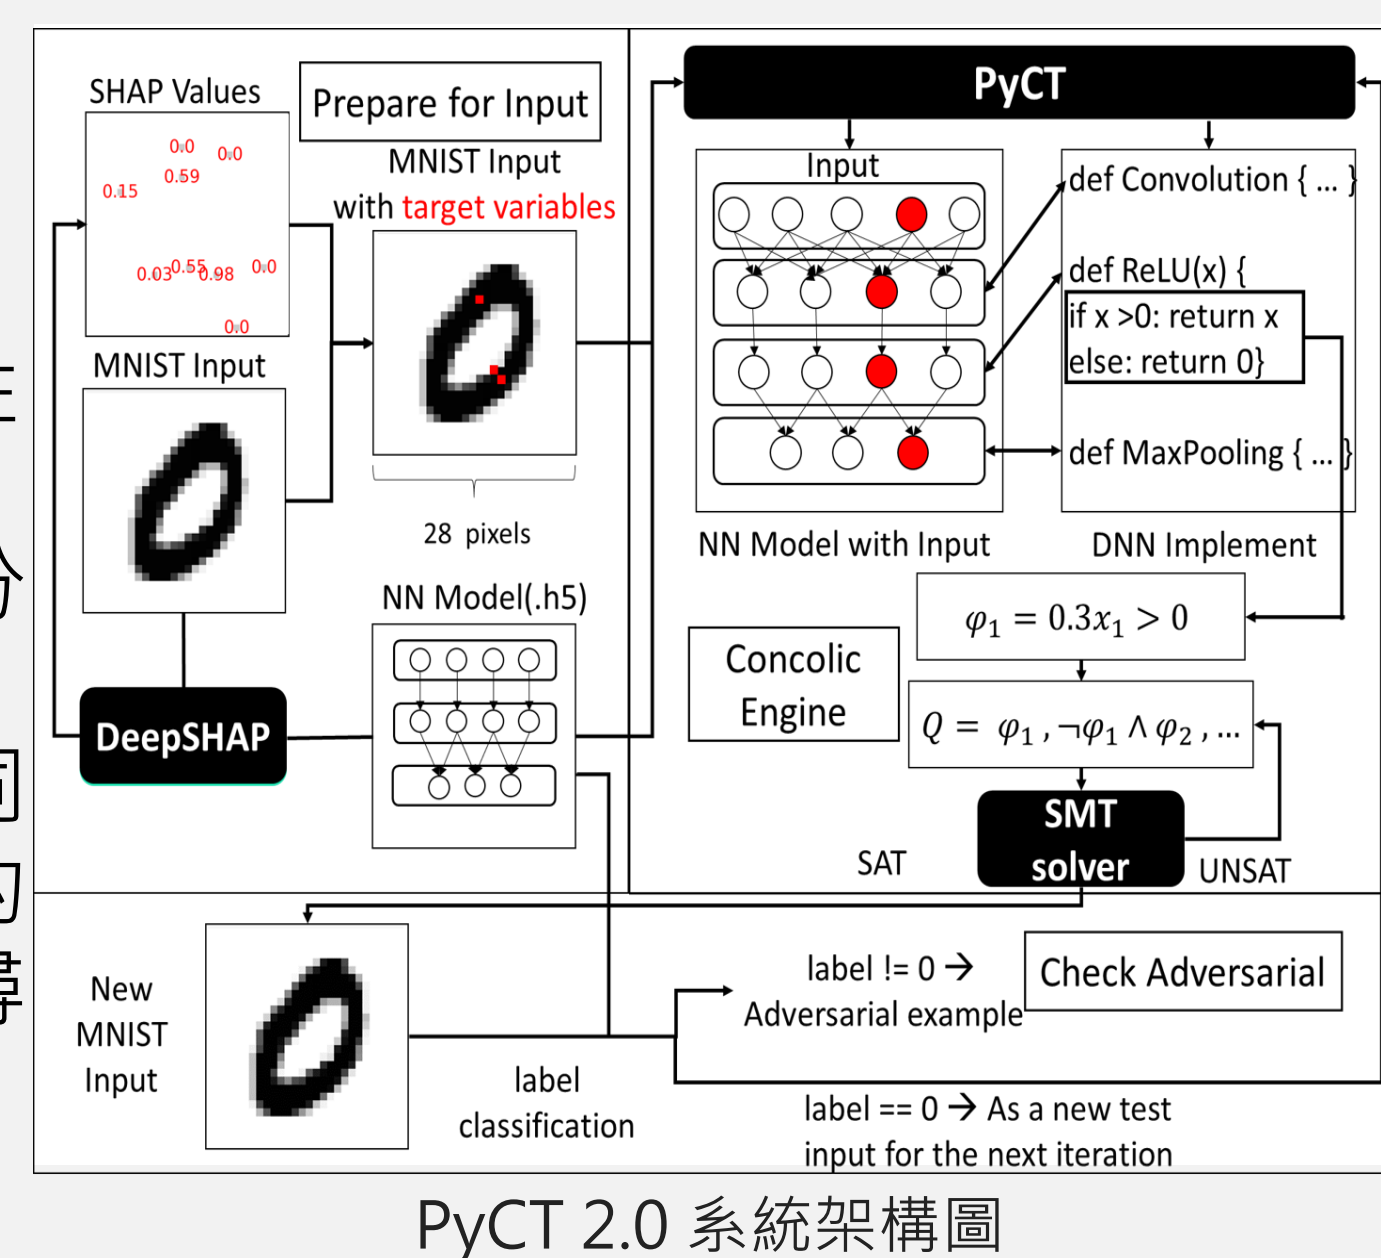 SHAP Values
0.0
0.0
0.15
0.59
0.03
0.55
0.98
0.0
0.0
MNIST Input
DeepSHAP
Prepare for Input
MNIST Input
with target variables
28 pixels
NN Model(.h5)
PyCT
Input
NN Model with Input
def Convolution { ... }
def ReLU(x) {
if x >0: return x
else: return 0}
def MaxPooling { ... }
DNN Implement
φ₁ = 0.3x₁ > 0
Concolic
Engine
Q = φ₁ , ¬φ₁ ∧ φ₂ , ...
SMT
solver
SAT
UNSAT
New
MNIST
Input
label
classification
label != 0 →
Adversarial example
Check Adversarial
label == 0 → As a new test
input for the next iteration
PyCT 2.0 系統架構圖